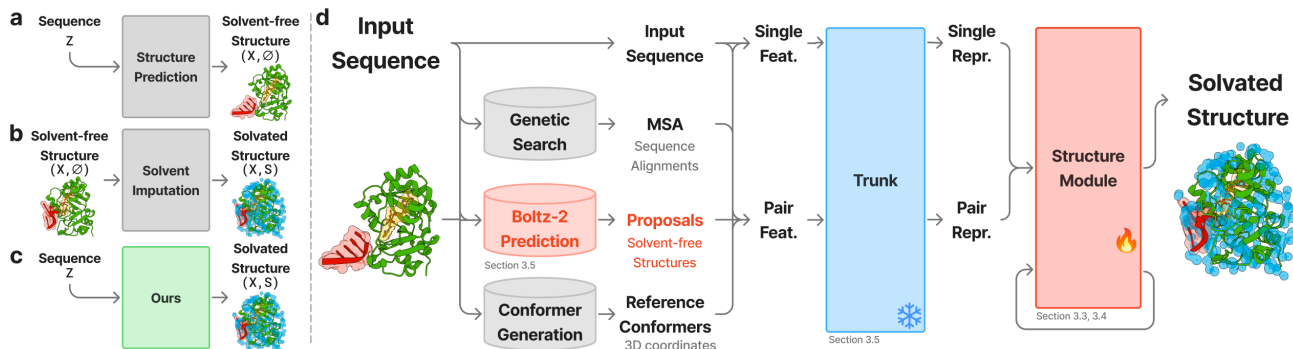 a
Sequence
Z
Structure
Prediction
Solvent-free
Structure
(X,∅)
b
Solvent-free
Structure
(X,∅)
Solvent
Imputation
Solvated
Structure
(X,S)
c
Sequence
Z
Ours
Solvated
Structure
(X,S)
d
Input
Sequence
Input
Sequence
Genetic
Search
MSA
Sequence
Alignments
Boltz-2
Prediction
Section 3.5
Proposals
Solvent-free
Structures
Conformer
Generation
Reference
Conformers
3D coordinates
Single
Feat.
Pair
Feat.
Trunk
Section 3.5
Single
Repr.
Pair
Repr.
Structure
Module
Section 3.3, 3.4
Solvated
Structure